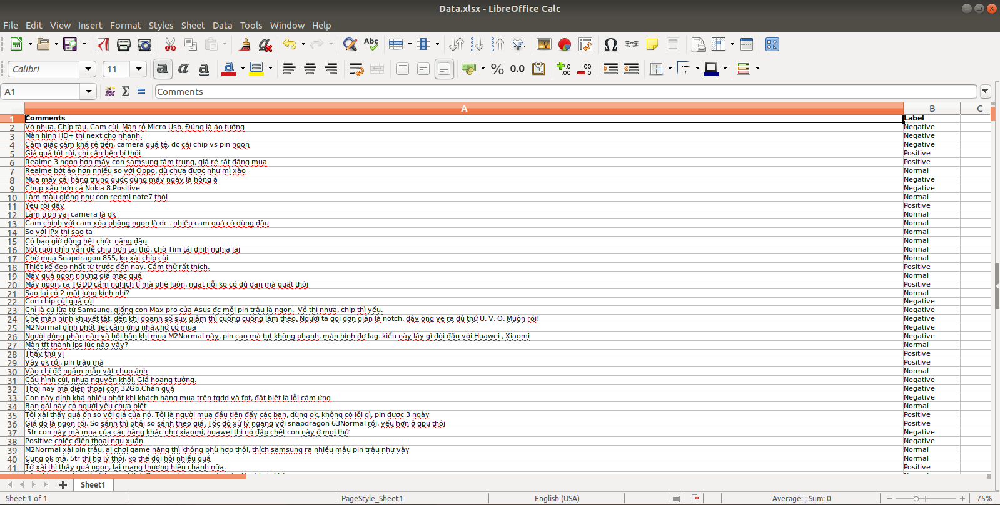 Data.xlsx - LibreOffice Calc
File Edit View Insert Format Styles Sheet Data Tools Window Help
Calibri 11
A1 Comments
A B C
1 Comments Label
2 Vỏ nhựa. Chíp tàu. Cam cùi. Màn rỗ Micro Usb. Đúng là ảo tưởng Negative
3 Màn hình HD+ thì next cho nhanh. Negative
4 Cảm giác cầm khá rẻ tiền, camera quá tệ, dc cái chip vs pin ngon Negative
5 Giá quá tốt rùi, chỉ cần bền bỉ thôi Positive
6 Realme 3 ngon hơn mấy con samsung tầm trung, giá rẻ rất đáng mua Positive
7 Realme bớt ảo hơn nhiều so với Oppo, dù chưa được như mì xào Normal
8 Mua mấy cái hàng trung quốc dùng mấy ngày là hỏng à Negative
9 Chụp xấu hơn cả Nokia 8.Positive Negative
10 Làm màu giống như con redmi note7 thôi Normal
11 Yêu rồi đấy Positive
12 Làm tròn vai camera là đk Normal
13 Cam chính với cam xóa phông ngon là dc . nhiều cam quá có dùng đâu Normal
14 So với IPx thì sao ta Normal
15 Có bao giờ dùng hết chức năng đâu Normal
16 Nốt ruồi nhìn vẫn dễ chịu hơn tai thỏ, chờ Tim tái định nghĩa lại Normal
17 Chờ mua Snapdragon 855, ko xài chíp cùi Normal
18 Thiết kế đẹp nhất từ trước đến nay. Cầm thử rất thích. Positive
19 Máy quá ngon nhưng giá mắc quá Normal
20 Máy ngon, ra TGDD cầm nghịch tí mà phê luôn, ngặt nỗi ko có đủ đạn mà quất thôi Positive
21 Sao lại có 2 mặt lưng kính nhỉ? Normal
22 Con chip cùi quá cùi Negative
23 Chỉ là cú lừa từ Samsung, giống con Max pro của Asus đc mỗi pin trâu là ngon.  Vỏ thì nhựa, chip thì yếu. Negative
24 Chê màn hình khuyết tật, đến khi doanh số suy giảm thì cuống cuồng làm theo. Người ta gọi đơn giản là notch, đây ông vẽ ra đủ thứ U, V, O. Muộn rồi! Negative
25 M2Normal dính phốt liệt cảm ứng nhá,chớ có mua Negative
26 Người dùng phàn nàn và hối hận khi mua M2Normal này, pin cao mà tụt không phanh, màn hình đơ lag..kiểu này lấy gì đòi đấu với Huawei , Xiaomi Negative
27 Màn tft thành ips lúc nào vậy? Normal
28 Thấy thú vị Positive
29 Vậy ok rồi, pin trâu mà Positive
30 Vào chỉ để ngắm mẫu vật chụp ảnh Normal
31 Cấu hình cùi, nhựa nguyên khối. Giá hoang tưởng. Negative
32 Thời nay mà điện thoại còn 32Gb.Chán quá Negative
33 Con này dính khá nhiều phốt khi khách hàng mua trên tgdd và fpt, đặt biệt là lỗi cảm ứng Negative
34 Bạn gái này có người yêu chưa biết Normal
35 Tôi xài thấy quá ổn so với giá của nó. Tôi là người mua đầu tiên đấy các bạn, dùng ok, không có lỗi gì, pin được 3 ngày Positive
36 Giá đó là ngon rồi. So sánh thì phải so sánh theo giá. Tốc độ xử lý ngang với snapdragon 63Normal rồi, yếu hơn ở gpu thôi Positive
37 5tr con này mà mua của các hãng khác như xiaomi, huawei thì nó đập chết con này ở mọi thứ Negative
38 Positive chiếc điện thoại ngu xuẩn Negative
39 M2Normal xài pin trâu, ai chơi game nặng thì không phù hợp thôi, thích samsung ra nhiều mẫu pin trâu như vậy Normal
40 Cũng ok mà, 5tr thì hợ lý thôi, ko thể đòi hỏi nhiều quá Normal
41 Tớ xài thì thấy quá ngon, lại mang thương hiệu chảnh nữa. Positive
Sheet1
Sheet 1 of 1 PageStyle_Sheet1 English (USA) Average: ; Sum: 0 75%